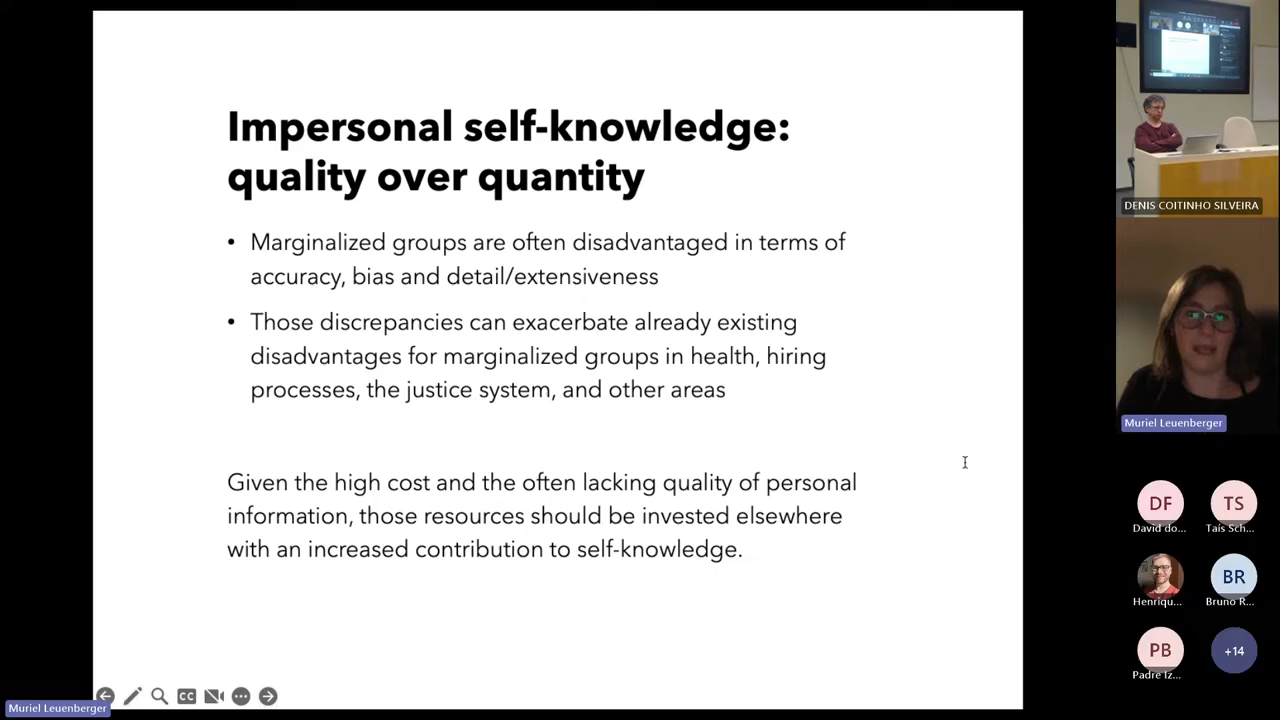 Impersonal self-knowledge:
quality over quantity
• Marginalized groups are often disadvantaged in terms of
accuracy, bias and detail/extensiveness
• Those discrepancies can exacerbate already existing
disadvantages for marginalized groups in health, hiring
processes, the justice system, and other areas
Given the high cost and the often lacking quality of personal
information, those resources should be invested elsewhere
with an increased contribution to self-knowledge.
CC
Muriel Leuenberger
DENIS COITINHO SILVEIRA
Muriel Leuenberger
DF
TS
David do...
Taís Sch...
BR
Henriqu...
Bruno R...
PB
+14
Padre Iz...